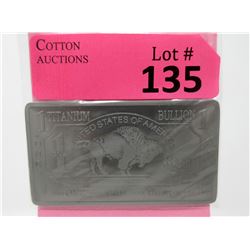 COTTON
AUCTIONS
Lot #
135
TITANIUM BULLION
UNITED STATES OF AMERICA